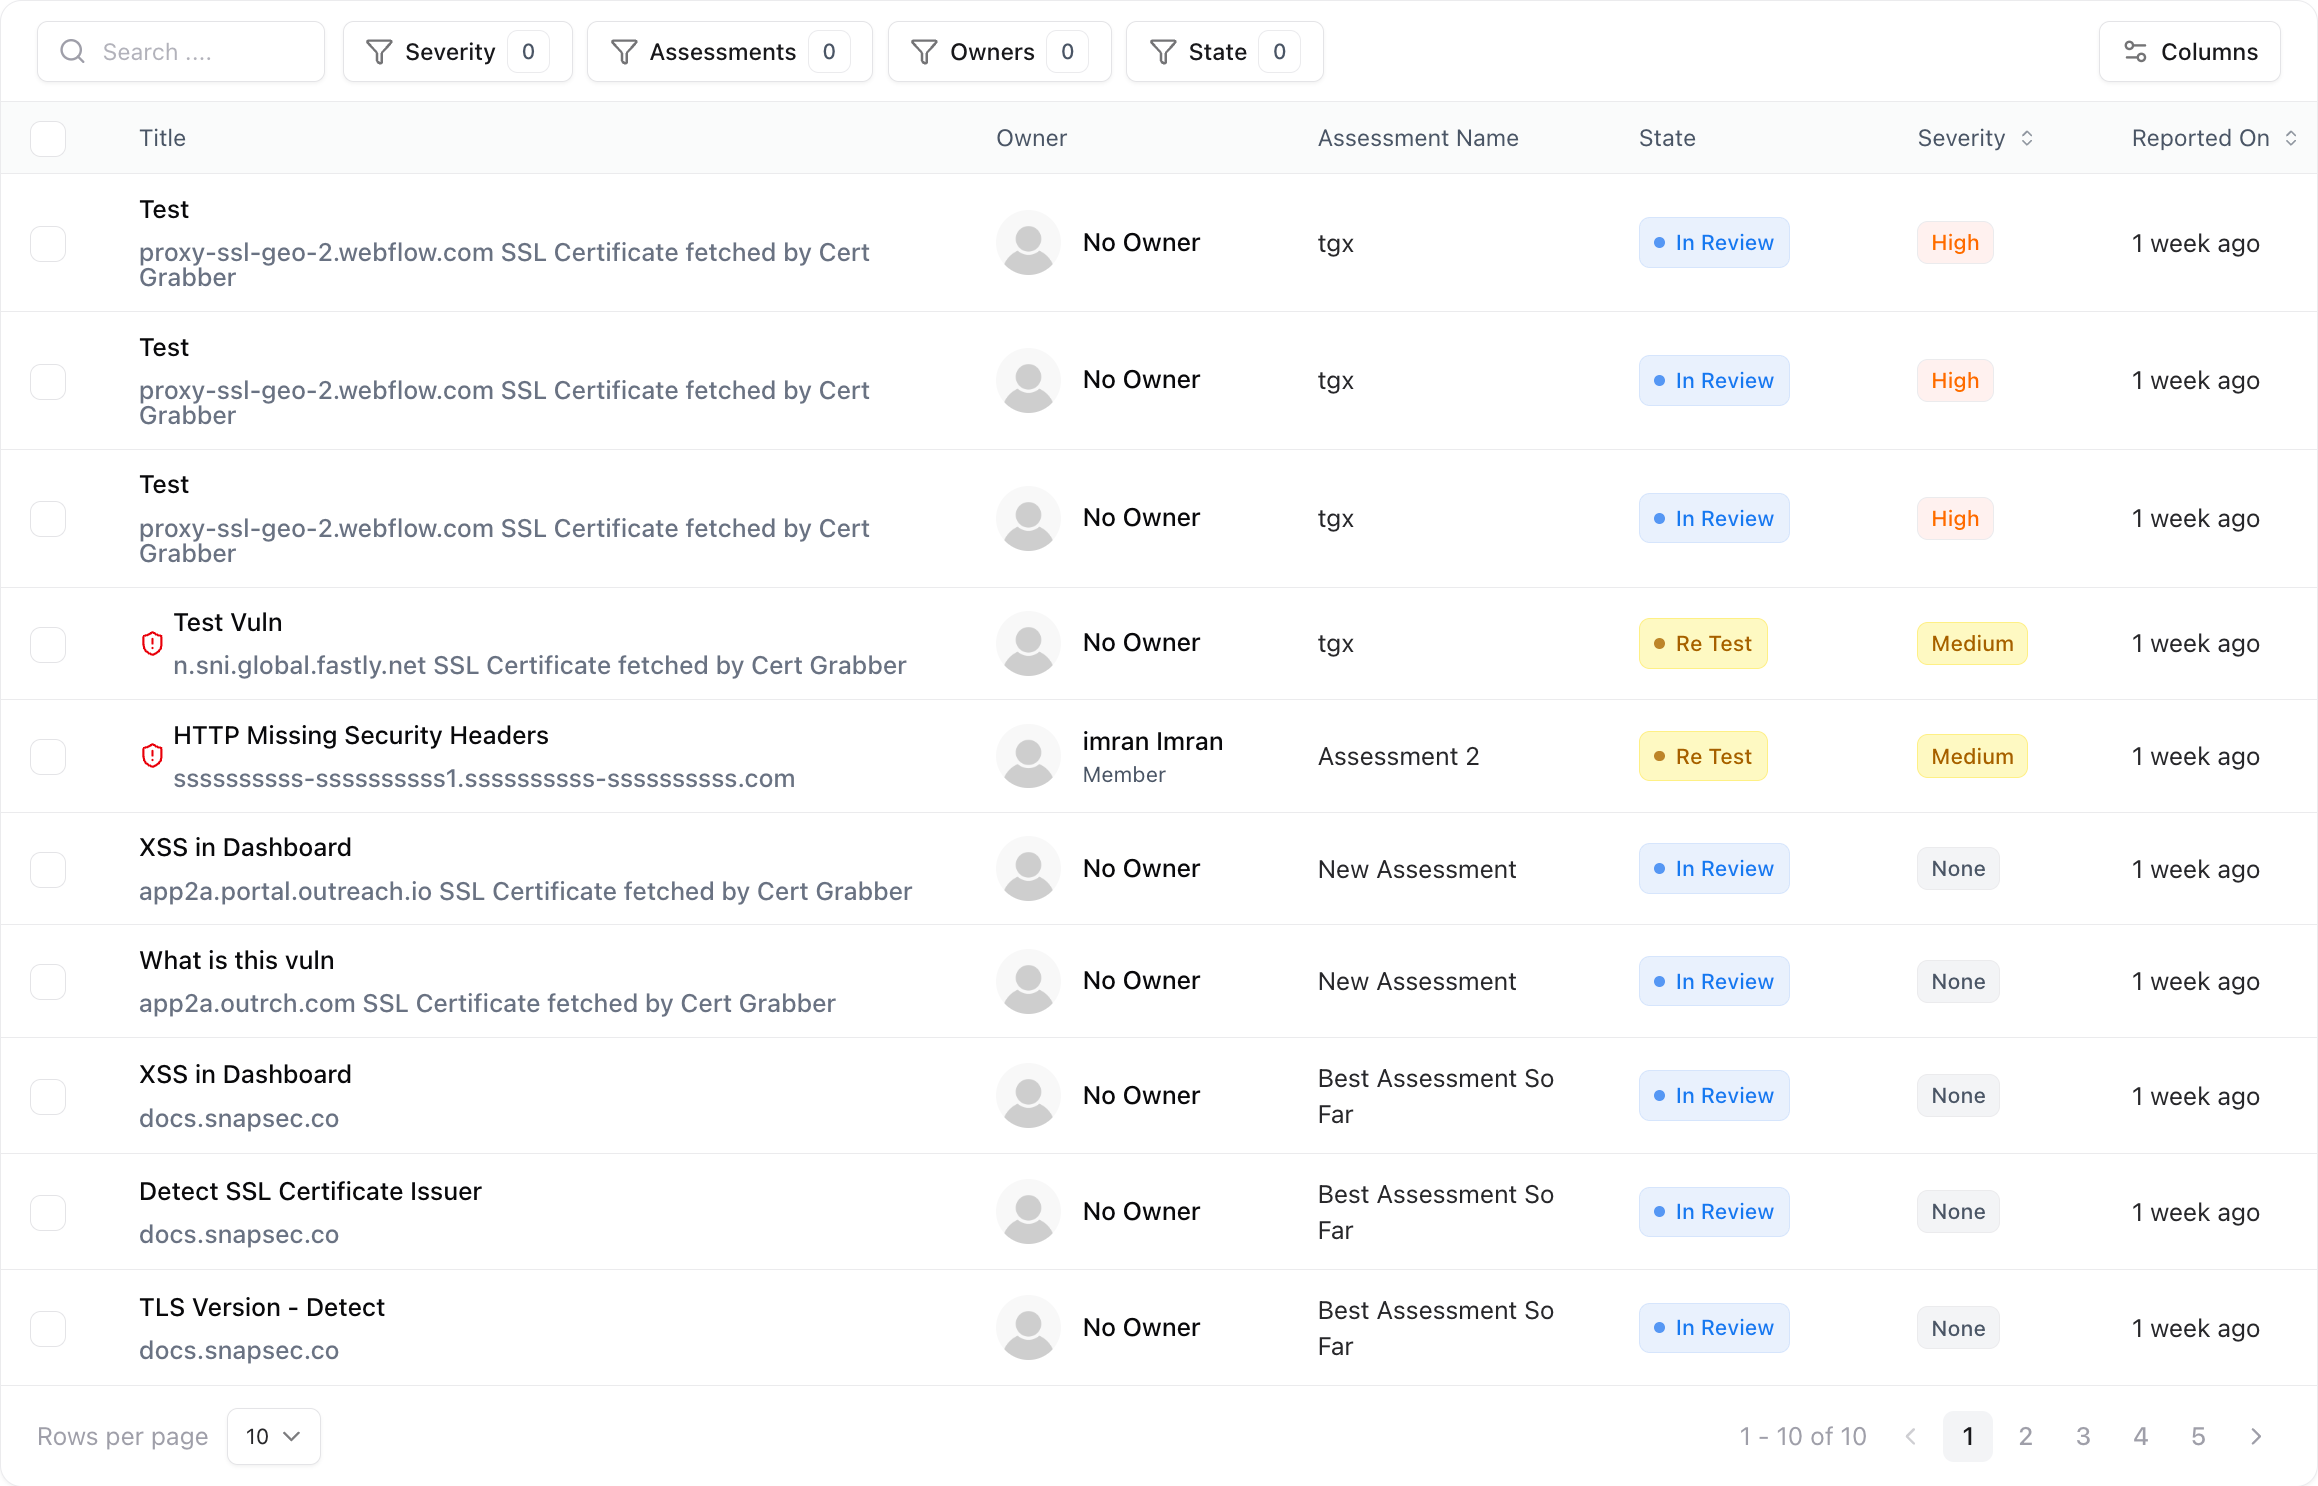 Search ....
Severity 0
Assessments 0
Owners 0
State 0
Columns
Title Owner Assessment Name State Severity Reported On
Test
proxy-ssl-geo-2.webflow.com SSL Certificate fetched by Cert
Grabber
No Owner
tgx
In Review
High
1 week ago
Test
proxy-ssl-geo-2.webflow.com SSL Certificate fetched by Cert
Grabber
No Owner
tgx
In Review
High
1 week ago
Test
proxy-ssl-geo-2.webflow.com SSL Certificate fetched by Cert
Grabber
No Owner
tgx
In Review
High
1 week ago
Test Vuln
n.sni.global.fastly.net SSL Certificate fetched by Cert Grabber
No Owner
tgx
Re Test
Medium
1 week ago
HTTP Missing Security Headers
ssssssssss-ssssssssss1.ssssssssss-ssssssssss.com
imran Imran
Member
Assessment 2
Re Test
Medium
1 week ago
XSS in Dashboard
app2a.portal.outreach.io SSL Certificate fetched by Cert Grabber
No Owner
New Assessment
In Review
None
1 week ago
What is this vuln
app2a.outrch.com SSL Certificate fetched by Cert Grabber
No Owner
New Assessment
In Review
None
1 week ago
XSS in Dashboard
docs.snapsec.co
No Owner
Best Assessment So
Far
In Review
None
1 week ago
Detect SSL Certificate Issuer
docs.snapsec.co
No Owner
Best Assessment So
Far
In Review
None
1 week ago
TLS Version - Detect
docs.snapsec.co
No Owner
Best Assessment So
Far
In Review
None
1 week ago
Rows per page 10
1 - 10 of 10 1 2 3 4 5